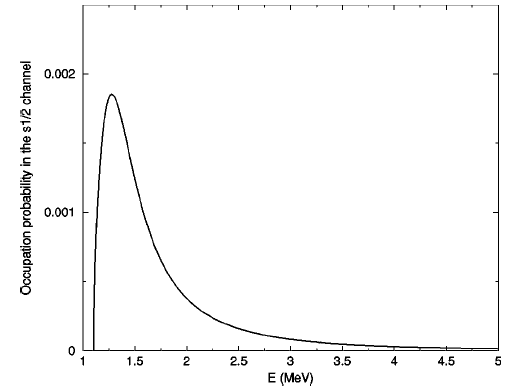 Occupation probability in the s1/2 channel
0.002
0.001
0
1 1.5 2 2.5 3 3.5 4 4.5 5
E (MeV)